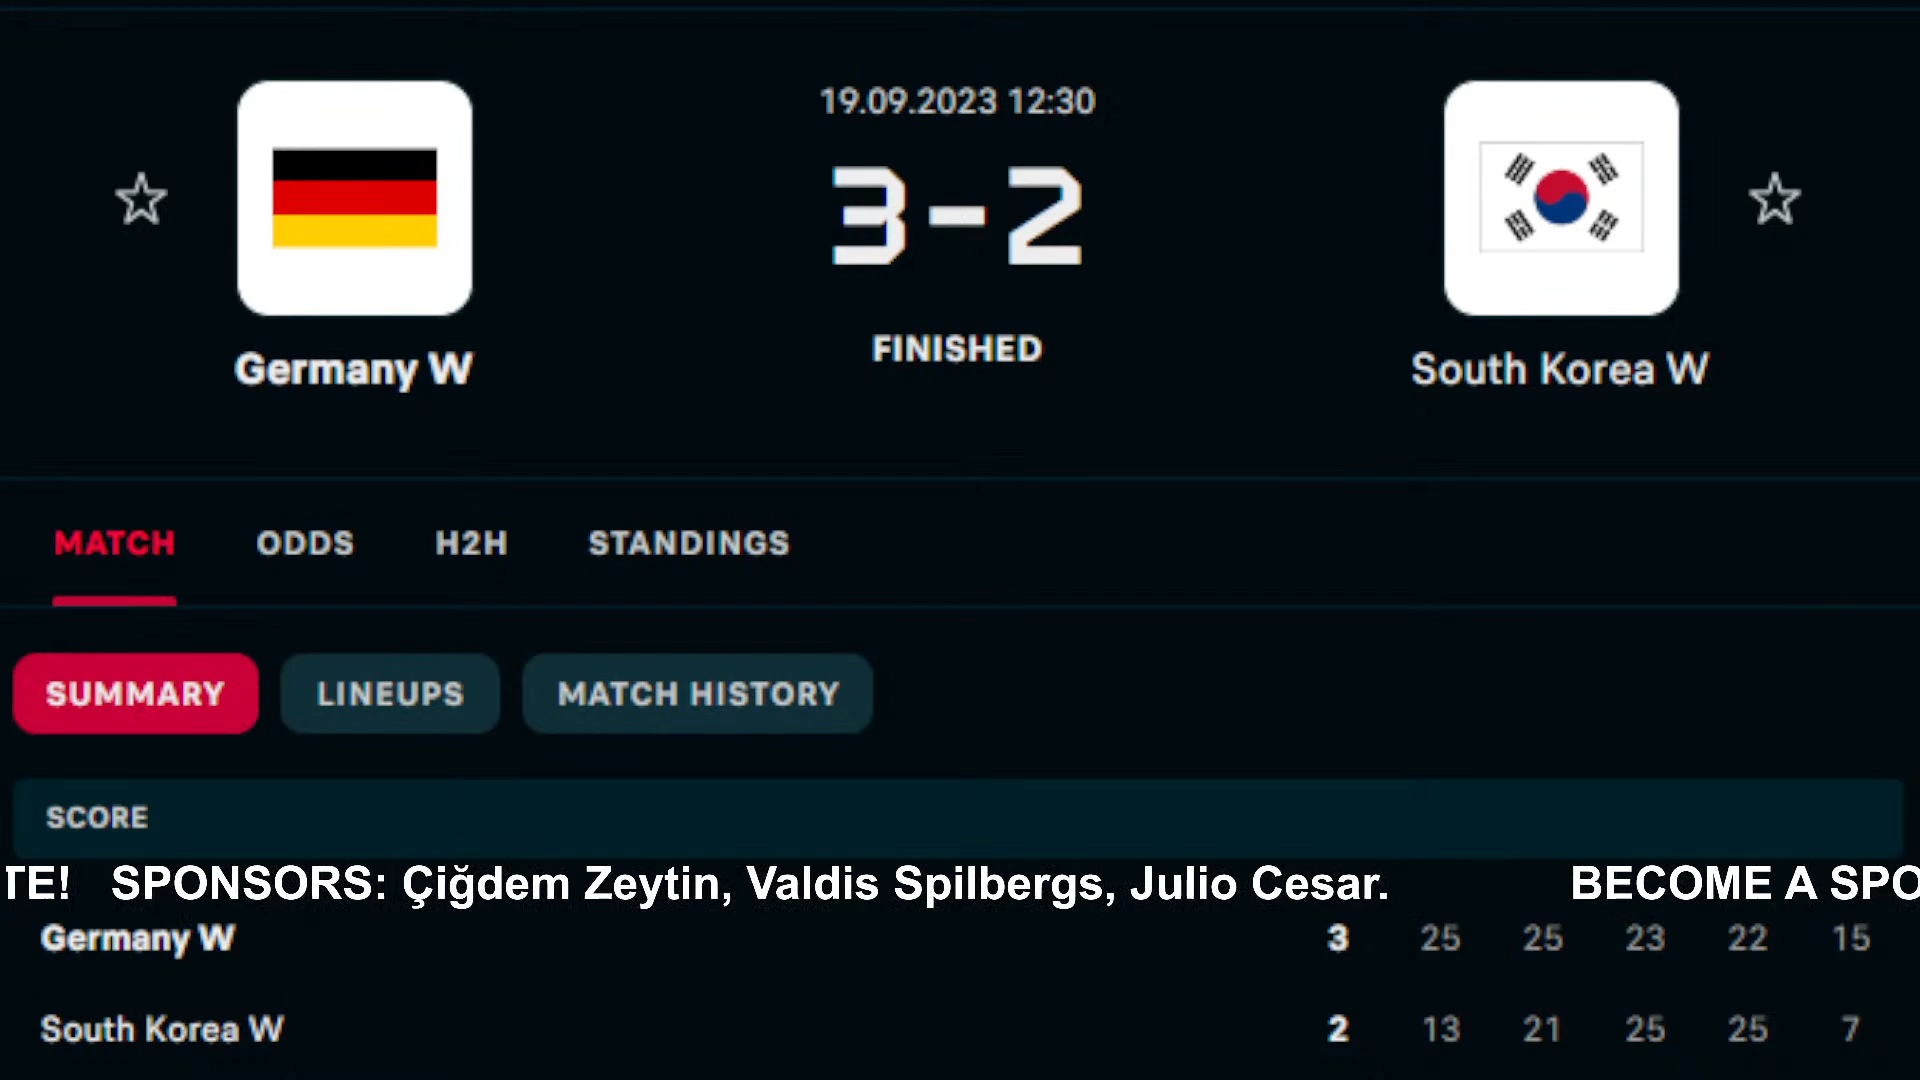 19.09.2023 12:30
3-2
FINISHED
Germany W
South Korea W
MATCH ODDS H2H STANDINGS
SUMMARY LINEUPS MATCH HISTORY
SCORE
TE! SPONSORS: Çiğdem Zeytin, Valdis Spilbergs, Julio Cesar. BECOME A SPO
Germany W 3 25 25 23 22 15
South Korea W 2 13 21 25 25 7